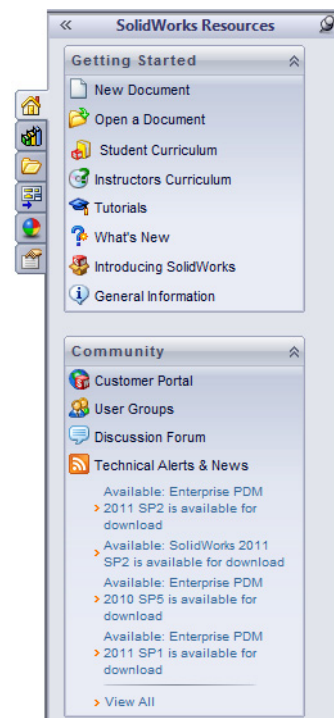 SolidWorks Resources
Getting Started
New Document
Open a Document
Student Curriculum
Instructors Curriculum
Tutorials
What's New
Introducing SolidWorks
General Information
Community
Customer Portal
User Groups
Discussion Forum
Technical Alerts & News
Available: Enterprise PDM
2011 SP2 is available for
download
Available: SolidWorks 2011
SP2 is available for download
Available: Enterprise PDM
2010 SP5 is available for
download
Available: Enterprise PDM
2011 SP1 is available for
download
View All